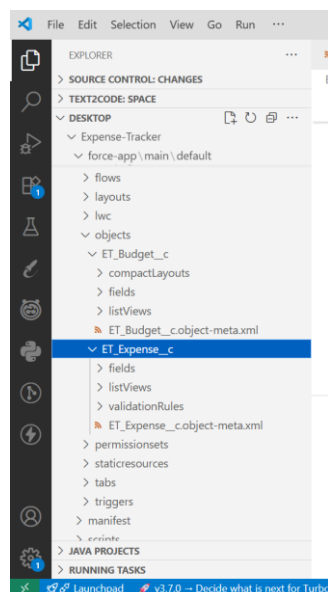 File Edit Selection View Go Run ...
EXPLORER ...
SOURCE CONTROL: CHANGES
TEXT2CODE: SPACE
DESKTOP ...
Expense-Tracker
force-app\main\default
flows
layouts
lwc
objects
ET_Budget__c
compactLayouts
fields
listViews
ET_Budget__c.object-meta.xml
ET_Expense__c
fields
listViews
validationRules
ET_Expense__c.object-meta.xml
permissionsets
staticresources
tabs
triggers
manifest
scripts
JAVA PROJECTS
RUNNING TASKS
1
1
Launchpad v3.7.0 → Decide what is next for Turbo